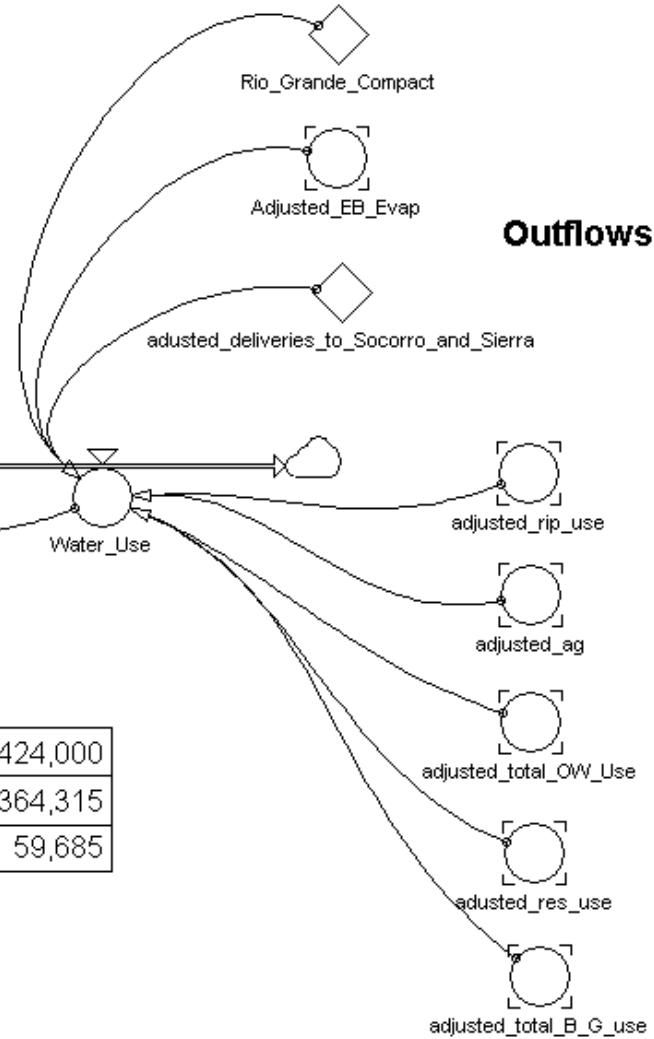 Rio_Grande_Compact
Adjusted_EB_Evap
Outflows
adusted_deliveries_to_Socorro_and_Sierra
Water_Use
adjusted_rip_use
adjusted_ag
adjusted_total_OW_Use
adusted_res_use
adjusted_total_B_G_use
424,000
364,315
59,685